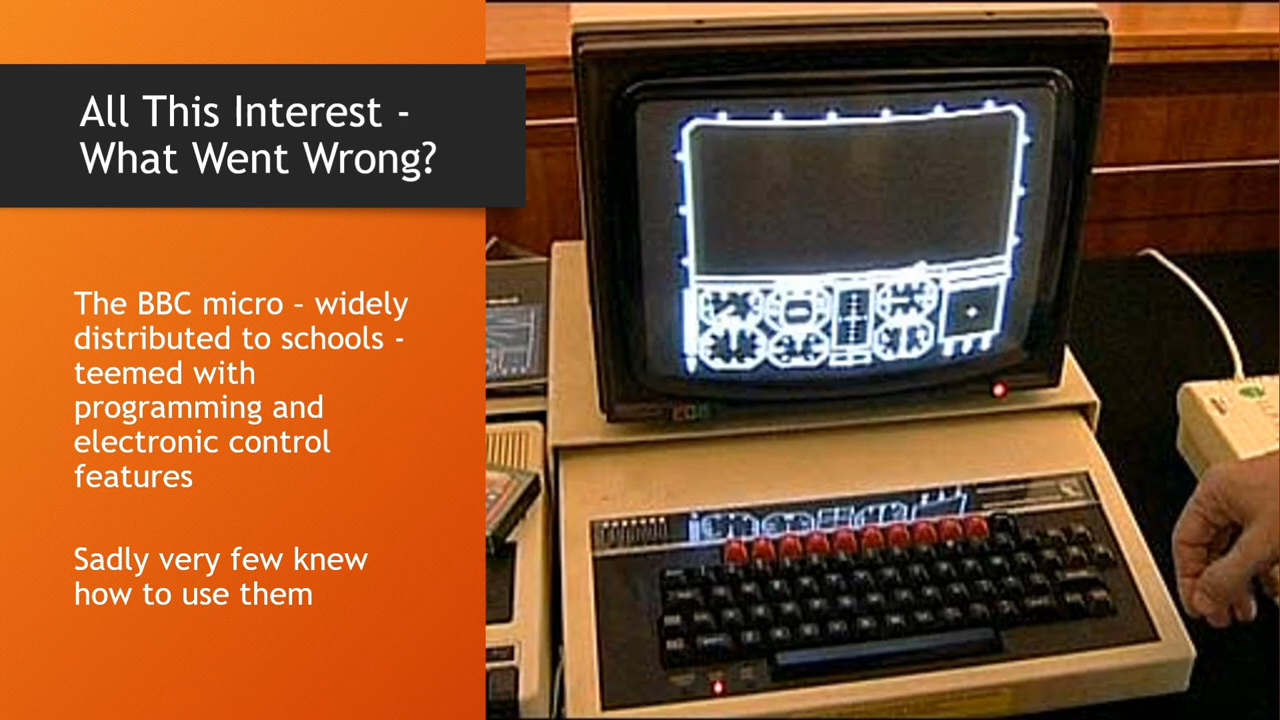 All This Interest -
What Went Wrong?
The BBC micro – widely
distributed to schools -
teemed with
programming and
electronic control
features
Sadly very few knew
how to use them